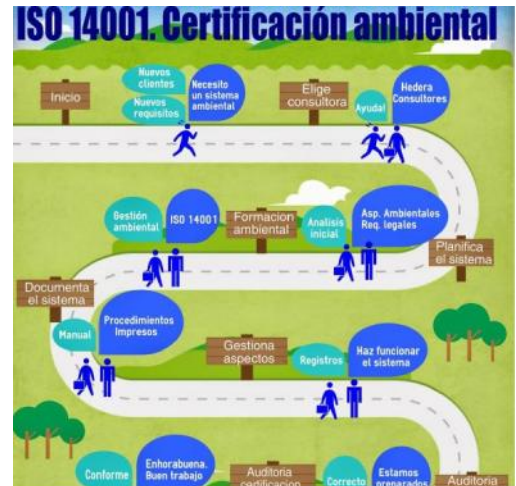 ISO 14001. Certificación ambiental
Inicio
Nuevos
clientes
Nuevos
requisitos
Necesito
un sistema
ambiental
Elige
consultora
Ayuda!
Hedera
Consultores
Gestión
ambiental
ISO 14001
Formacion
ambiental
Analisis
inicial
Asp. Ambientales
Req. legales
Planifica
el sistema
Documenta
el sistema
Manual
Procedimientos
Impresos
Gestiona
aspectos
Registros
Haz funcionar
el sistema
Conforme
Enhorabuena.
Buen trabajo
Auditoria
certificacion
Correcto
Estamos
preparados
Auditoria